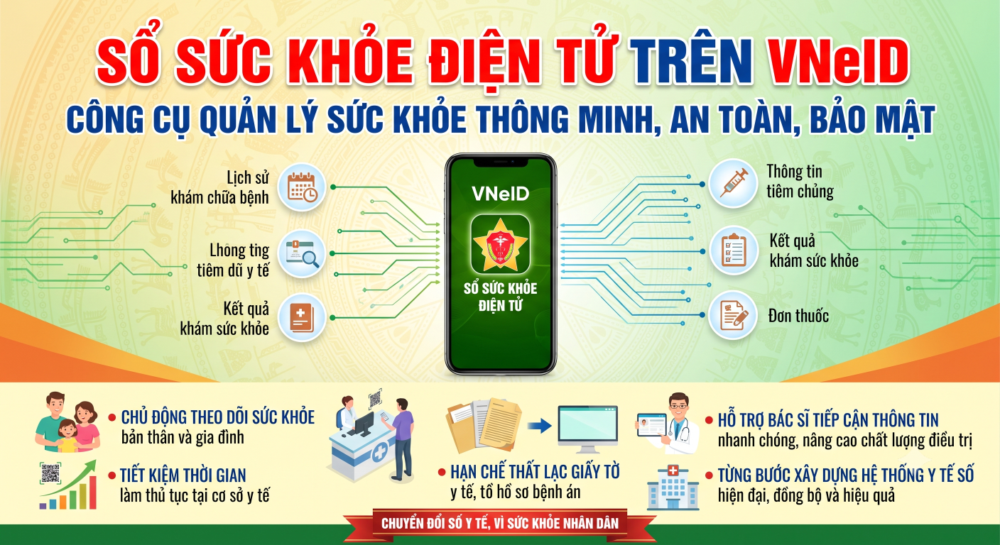 SỔ SỨC KHỎE ĐIỆN TỬ TRÊN VNeID
CÔNG CỤ QUẢN LÝ SỨC KHỎE THÔNG MINH, AN TOÀN, BẢO MẬT
Lịch sử
khám chữa bệnh
Lhông tìng
tiêm dũ y tế
Kết quả
khám sức khỏe
VNeID
SỔ SỨC KHỎE
ĐIỆN TỬ
Thông tin
tiêm chủng
Kết quả
khám sức khỏe
Đơn thuốc
CHỦ ĐỘNG THEO DÕI SỨC KHỎE
bản thân và gia đình
TIẾT KIỆM THỜI GIAN
làm thủ tục tại cơ sở y tế
HẠN CHẾ THẤT LẠC GIẤY TỜ
y tế, tồ hồ sơ bệnh án
HỖ TRỢ BÁC SĨ TIẾP CẬN THÔNG TIN
nhanh chóng, nâng cao chất lượng điều trị
TỪNG BƯỚC XÂY DỰNG HỆ THỐNG Y TẾ SỐ
hiện đại, đồng bộ và hiệu quả
CHUYỂN ĐỔI SỐ Y TẾ, VÌ SỨC KHỎE NHÂN DÂN